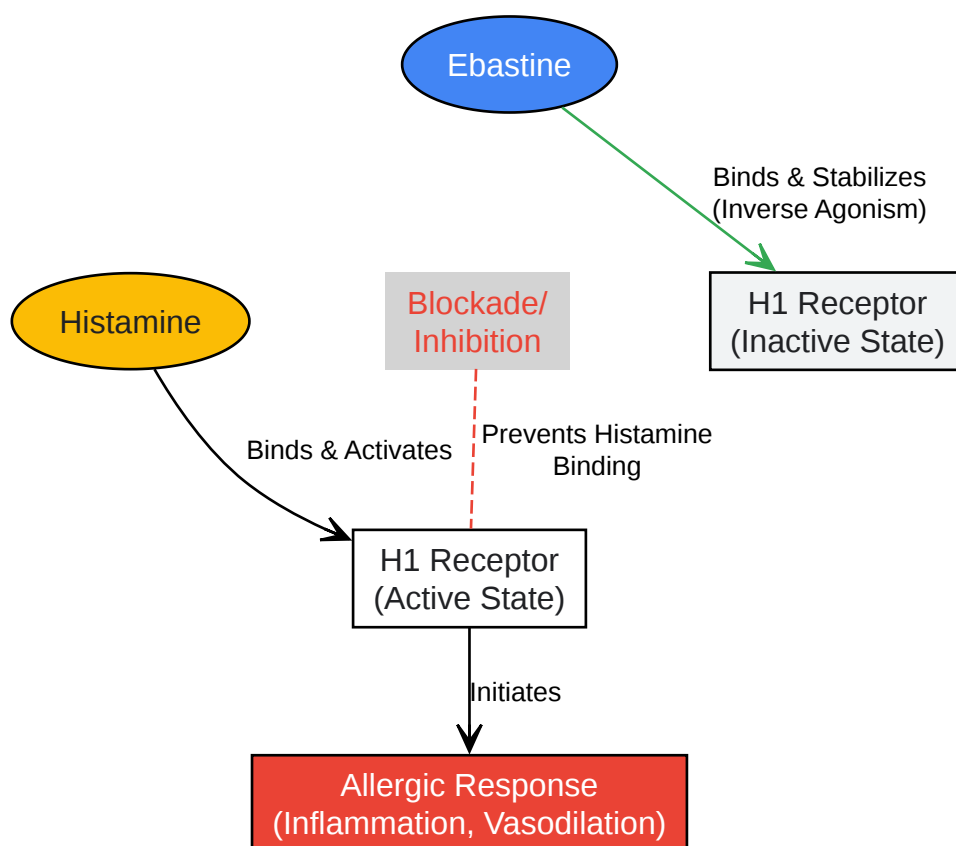 Ebastine
Binds & Stabilizes
(Inverse Agonism)
Histamine
Blockade/
Inhibition
H1 Receptor
(Inactive State)
Binds & Activates
Prevents Histamine
Binding
H1 Receptor
(Active State)
Initiates
Allergic Response
(Inflammation, Vasodilation)